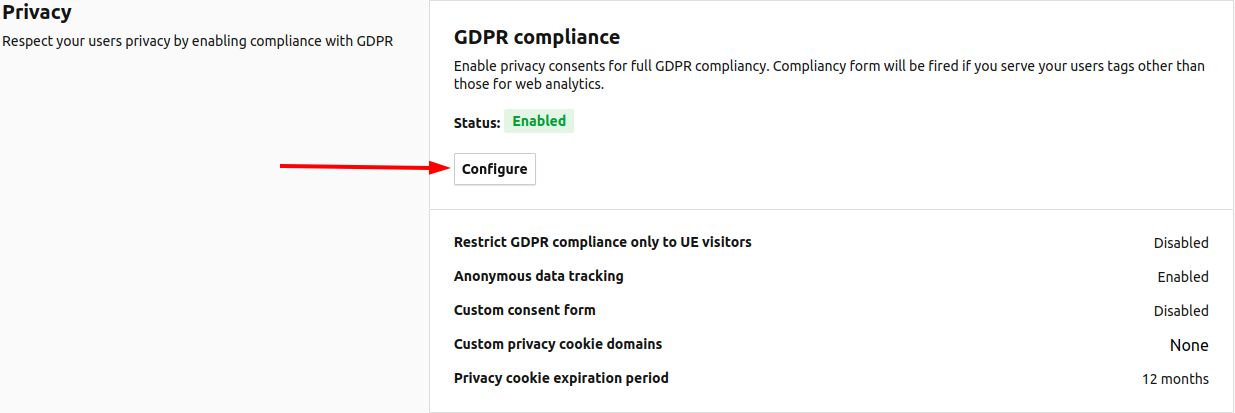 Privacy
Respect your users privacy by enabling compliance with GDPR
GDPR compliance
Enable privacy consents for full GDPR compliancy. Compliancy form will be fired if you serve your users tags other than
those for web analytics.
Status: Enabled
Configure
Restrict GDPR compliance only to UE visitors Disabled
Anonymous data tracking Enabled
Custom consent form Disabled
Custom privacy cookie domains None
Privacy cookie expiration period 12 months